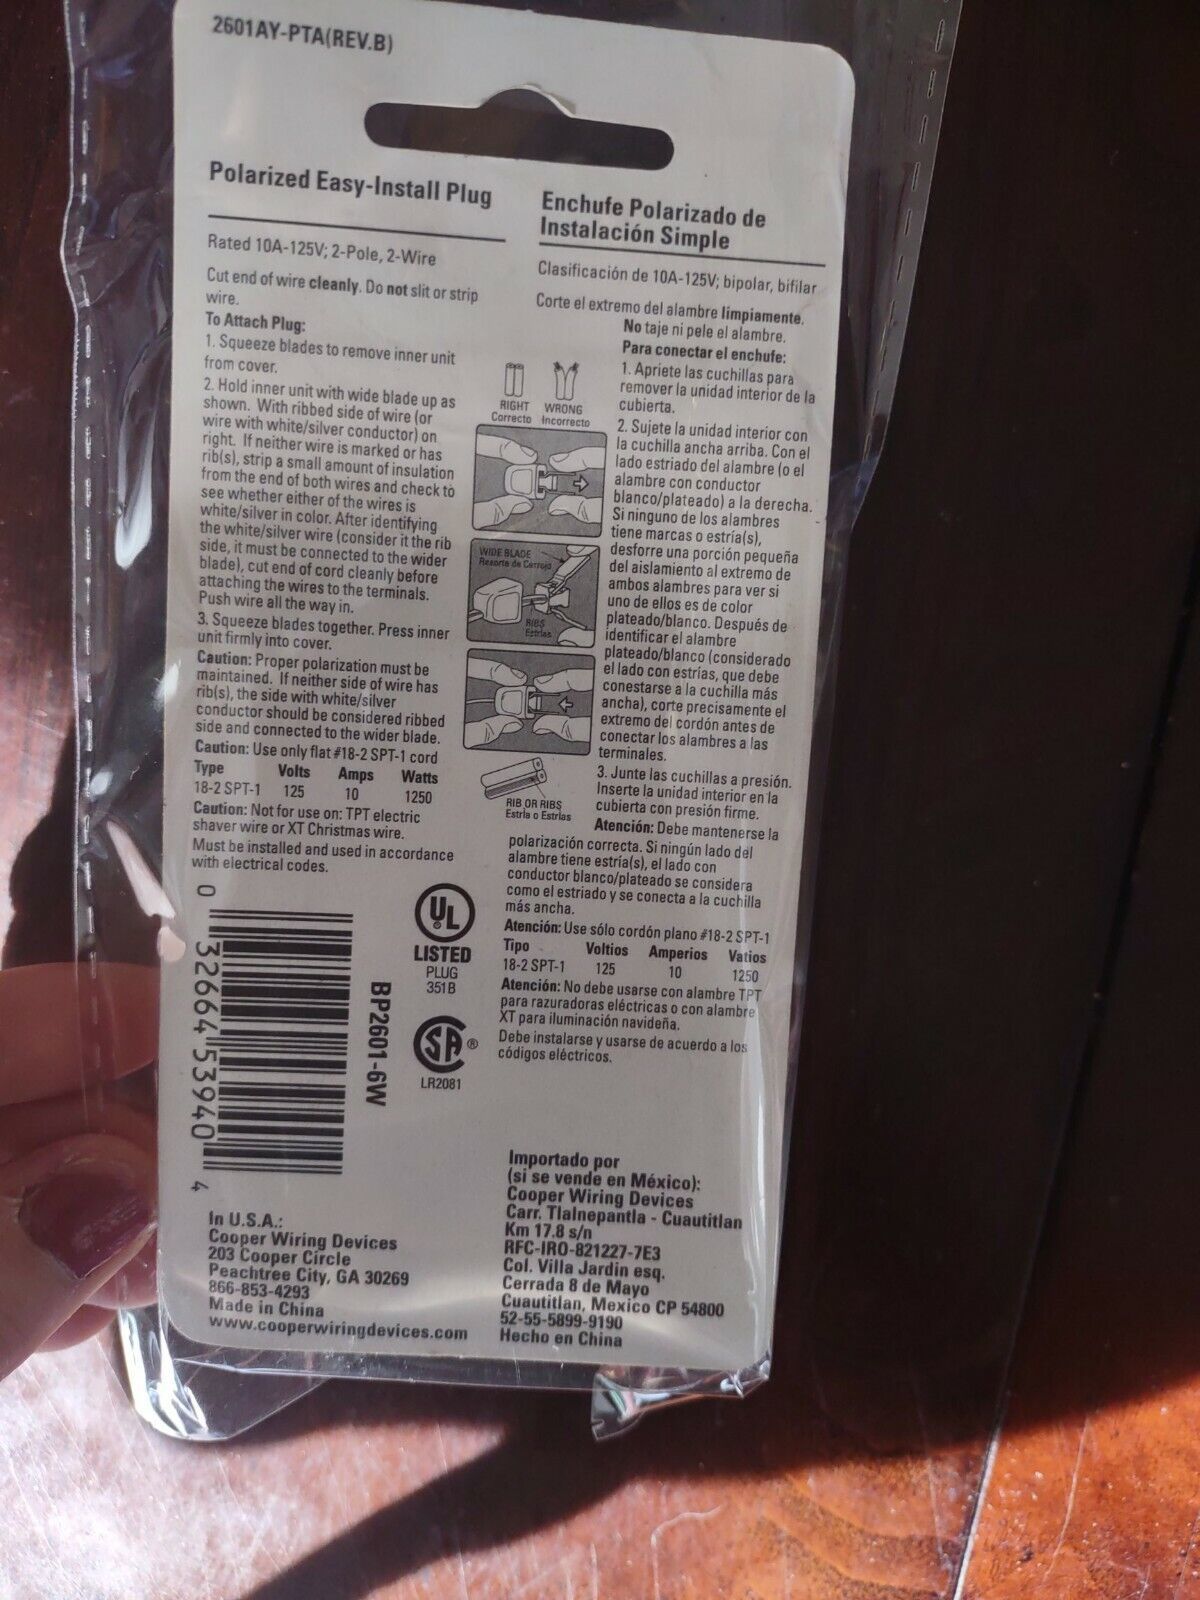 2601AY-PTA(REV.B)
Polarized Easy-Install Plug
Rated 10A-125V; 2-Pole, 2-Wire
Cut end of wire cleanly. Do not slit or strip
wire.
To Attach Plug:
1. Squeeze blades to remove inner unit
from cover.
2. Hold inner unit with wide blade up as
shown. With ribbed side of wire (or
wire with white/silver conductor) on
right. If neither wire is marked or has
rib(s), strip a small amount of insulation
from the end of both wires and check to
see whether either of the wires is
white/silver in color. After identifying
the white/silver wire (consider it the rib
side, it must be connected to the wider
blade), cut end of cord cleanly before
attaching the wires to the terminals.
Push wire all the way in.
3. Squeeze blades together. Press inner
unit firmly into cover.
Caution: Proper polarization must be
maintained. If neither side of wire has
rib(s), the side with white/silver
conductor should be considered ribbed
side and connected to the wider blade.
Caution: Use only flat #18-2 SPT-1 cord
Type Volts Amps Watts
18-2 SPT-1 125 10 1250
Caution: Not for use on: TPT electric
shaver wire or XT Christmas wire.
Must be installed and used in accordance
with electrical codes.
RIGHT WRONG
Correcto Incorrecto
WIDE BLADE
Resorte de Cerrojo
RIBS
Estrías
RIB OR RIBS
Estría o Estrías
Enchufe Polarizado de
Instalación Simple
Clasificación de 10A-125V; bipolar, bifilar
Corte el extremo del alambre limpiamente.
No taje ni pele el alambre.
Para conectar el enchufe:
1. Apriete las cuchillas para
remover la unidad interior de la
cubierta.
2. Sujete la unidad interior con
la cuchilla ancha arriba. Con el
lado estriado del alambre (o el
alambre con conductor
blanco/plateado) a la derecha.
Si ninguno de los alambres
tiene marcas o estría(s),
desforre una porción pequeña
del aislamiento al extremo de
ambos alambres para ver si
uno de ellos es de color
plateado/blanco. Después de
identificar el alambre
plateado/blanco (considerado
el lado con estrías, que debe
conestarse a la cuchilla más
ancha), corte precisamente el
extremo del cordón antes de
conectar los alambres a las
terminales.
3. Junte las cuchillas a presión.
Inserte la unidad interior en la
cubierta con presión firme.
Atención: Debe mantenerse la
polarización correcta. Si ningún lado del
alambre tiene estría(s), el lado con
conductor blanco/plateado se considera
como el estriado y se conecta a la cuchilla
más ancha.
Atención: Use sólo cordón plano #18-2 SPT-1
Tipo Voltios Amperios Vatios
18-2 SPT-1 125 10 1250
Atención: No debe usarse con alambre TPT
para razuradoras eléctricas o con alambre
XT para iluminación navideña.
Debe instalarse y usarse de acuerdo a los
códigos eléctricos.
0 32664 53940 4
BP2601-6W
UL
LISTED
PLUG
351B
SA®
LR2081
In U.S.A.:
Cooper Wiring Devices
203 Cooper Circle
Peachtree City, GA 30269
866-853-4293
Made in China
www.cooperwiringdevices.com
Importado por
(si se vende en México):
Cooper Wiring Devices
Carr. Tlalnepantla - Cuautitlan
Km 17.8 s/n
RFC-IRO-821227-7E3
Col. Villa Jardin esq.
Cerrada 8 de Mayo
Cuautitlan, Mexico CP 54800
52-55-5899-9190
Hecho en China